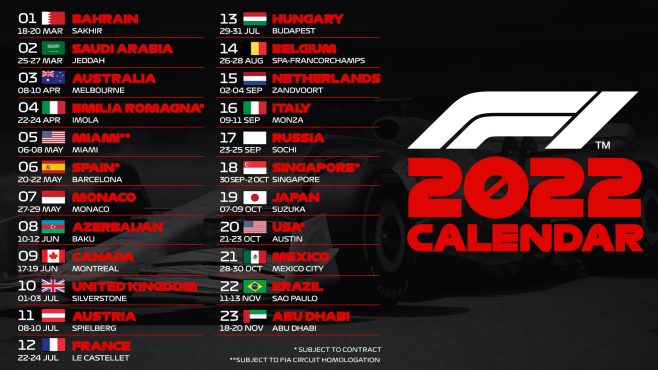 01 BAHRAIN
18-20 MAR SAKHIR
02 SAUDI ARABIA
25-27 MAR JEDDAH
03 AUSTRALIA
08-10 APR MELBOURNE
04 EMILIA ROMAGNA*
22-24 APR IMOLA
05 MIAMI**
06-08 MAY MIAMI
06 SPAIN*
20-22 MAY BARCELONA
07 MONACO
27-29 MAY MONACO
08 AZERBAIJAN
10-12 JUN BAKU
09 CANADA
17-19 JUN MONTREAL
10 UNITED KINGDOM
01-03 JUL SILVERSTONE
11 AUSTRIA
08-10 JUL SPIELBERG
12 FRANCE
22-24 JUL LE CASTELLET
13 HUNGARY
29-31 JUL BUDAPEST
14 BELGIUM
26-28 AUG SPA-FRANCORCHAMPS
15 NETHERLANDS
02-04 SEP ZANDVOORT
16 ITALY
09-11 SEP MONZA
17 RUSSIA
23-25 SEP SOCHI
18 SINGAPORE*
30 SEP-2 OCT SINGAPORE
19 JAPAN
07-09 OCT SUZUKA
20 USA*
21-23 OCT AUSTIN
21 MEXICO
28-30 OCT MEXICO CITY
22 BRAZIL
11-13 NOV SAO PAULO
23 ABU DHABI
18-20 NOV ABU DHABI
* SUBJECT TO CONTRACT
**SUBJECT TO FIA CIRCUIT HOMOLOGATION
F1 TM
2022
CALENDAR